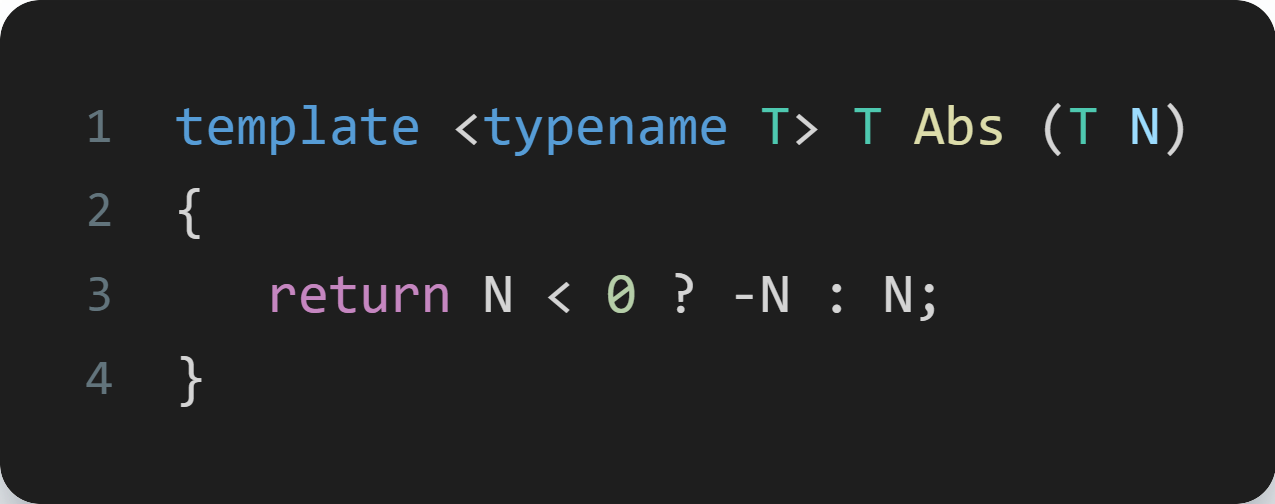 1 template <typename T> T Abs (T N)
2 {
3    return N < 0 ? -N : N;
4 }